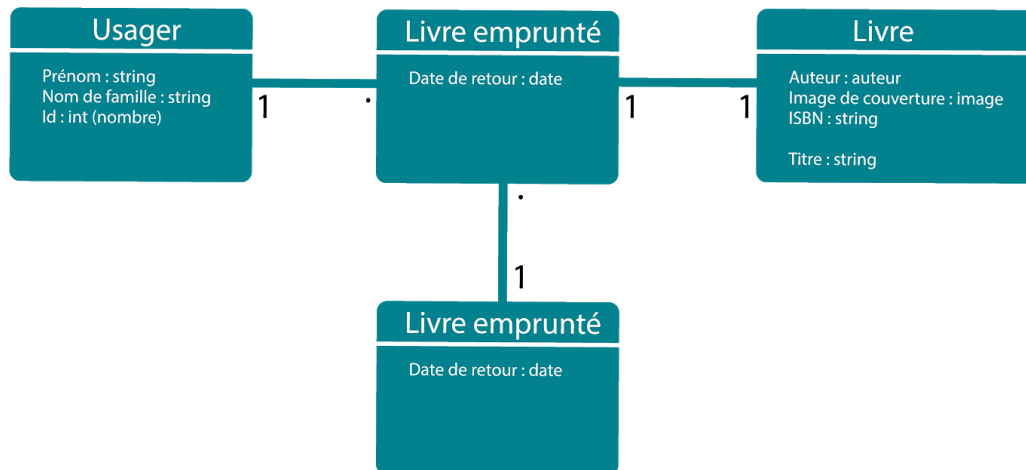 Usager
Prénom : string
Nom de famille : string
Id : int (nombre)
1
.
Livre emprunté
Date de retour : date
1
1
Livre
Auteur : auteur
Image de couverture : image
ISBN : string
Titre : string
.
1
Livre emprunté
Date de retour : date